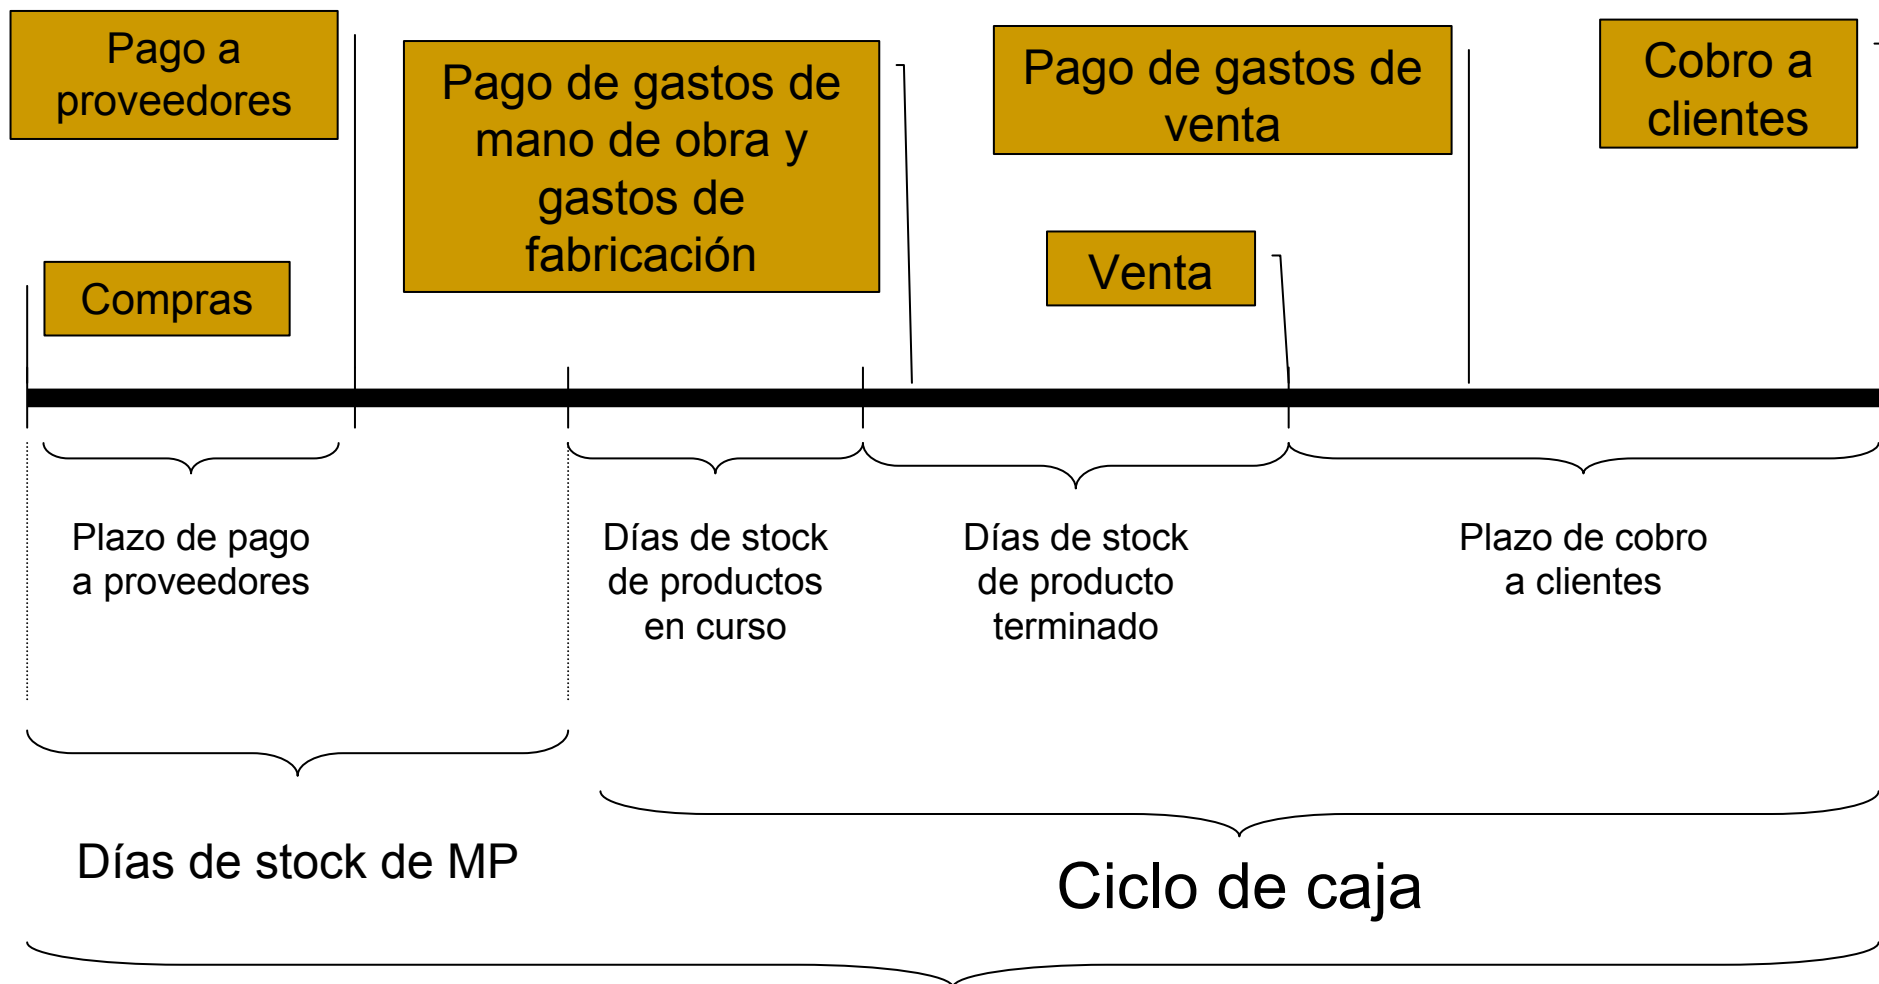 Pago a
proveedores
Pago de gastos de
mano de obra y
gastos de
fabricación
Pago de gastos de
venta
Cobro a
clientes
Compras
Venta
Plazo de pago
a proveedores
Días de stock
de productos
en curso
Días de stock
de producto
terminado
Plazo de cobro
a clientes
Días de stock de MP
Ciclo de caja